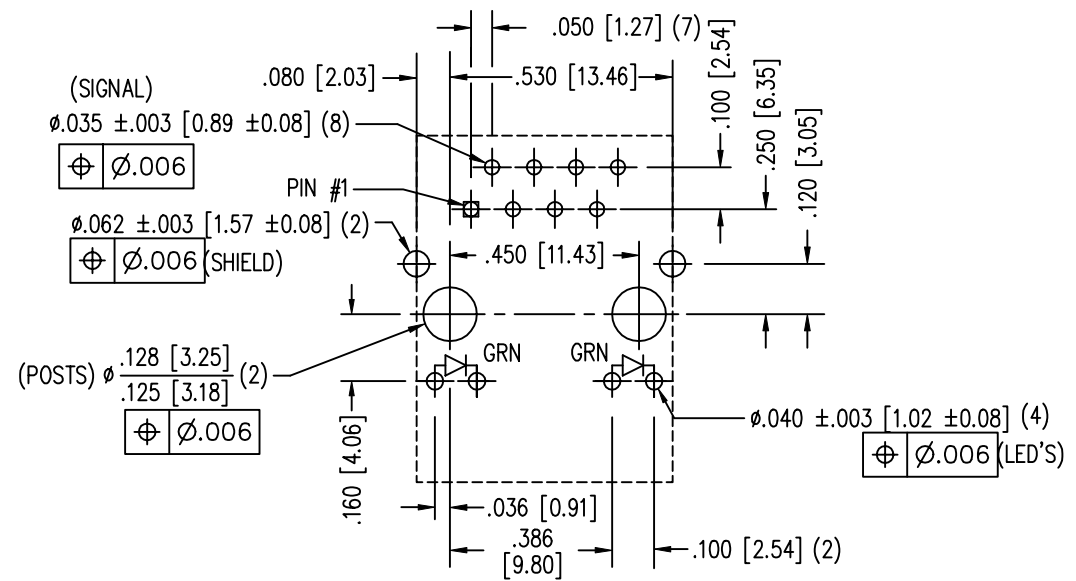 .050 [1.27] (7)
.080 [2.03]
.530 [13.46]
.100 [2.54]
.250 [6.35]
.120 [3.05]
(SIGNAL)
ø.035 ±.003 [0.89 ±0.08] (8)
⌖ Ø.006
PIN #1
ø.062 ±.003 [1.57 ±0.08] (2)
⌖ Ø.006 (SHIELD)
.450 [11.43]
GRN
GRN
(POSTS) ø .128 [3.25]
.125 [3.18] (2)
⌖ Ø.006
ø.040 ±.003 [1.02 ±0.08] (4)
⌖ Ø.006 (LED'S)
.160 [4.06]
.036 [0.91]
.386
[9.80]
.100 [2.54] (2)